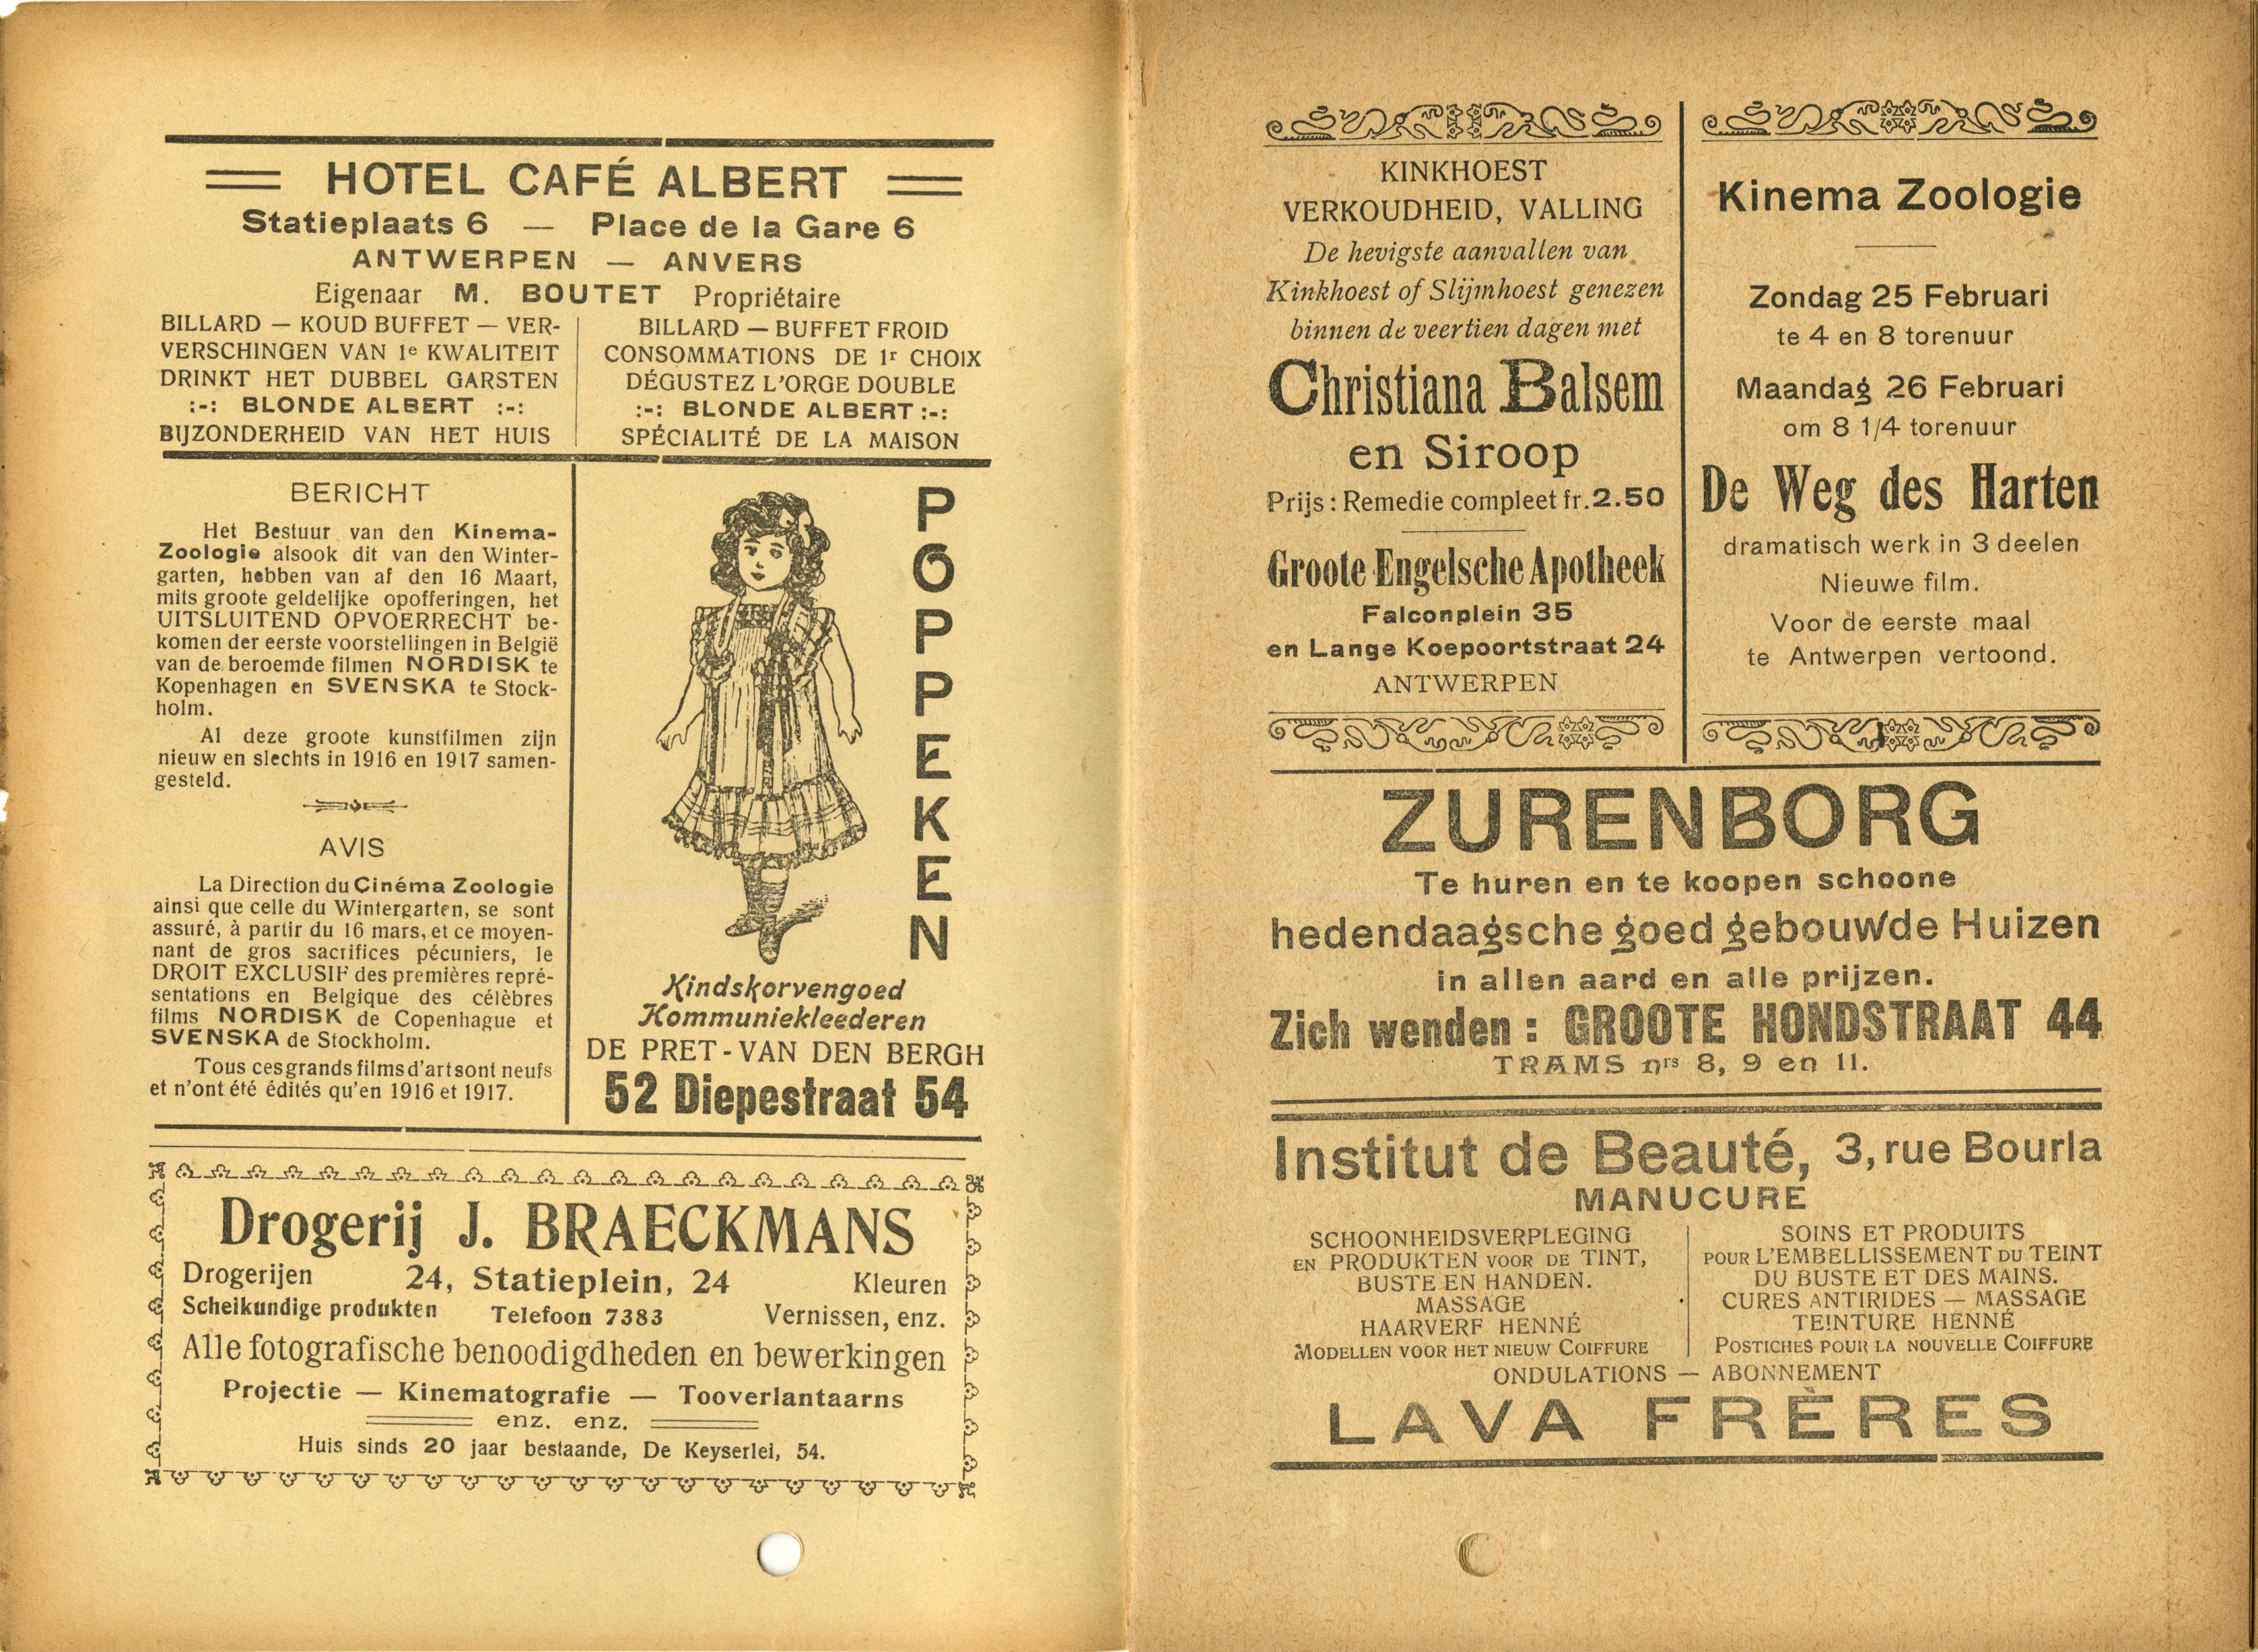 HOTEL CAFÉ ALBERT
Statieplaats 6 — Place de la Gare 6
ANTWERPEN — ANVERS
Eigenaar M. BOUTET Propriétaire
BILLARD — KOUD BUFFET — VER-
VERSCHINGEN VAN 1e KWALITEIT
DRINKT HET DUBBEL GARSTEN
:-: BLONDE ALBERT :-:
BIJZONDERHEID VAN HET HUIS
BILLARD — BUFFET FROID
CONSOMMATIONS DE 1r CHOIX
DÉGUSTEZ L'ORGE DOUBLE
:-: BLONDE ALBERT :-:
SPÉCIALITÉ DE LA MAISON
BERICHT
Het Bestuur van den Kinema-
Zoologie alsook dit van den Winter-
garten, hebben van af den 16 Maart,
mits groote geldelijke opofferingen, het
UITSLUITEND OPVOERRECHT be-
komen der eerste voorstellingen in België
van de beroemde filmen NORDISK te
Kopenhagen en SVENSKA te Stock-
holm.
Al deze groote kunstfilmen zijn
nieuw en slechts in 1916 en 1917 samen-
gesteld.
AVIS
La Direction du Cinéma Zoologie
ainsi que celle du Wintergarten, se sont
assuré, à partir du 16 mars, et ce moyen-
nant de gros sacrifices pécuniers, le
DROIT EXCLUSIF des premières repré-
sentations en Belgique des célèbres
films NORDISK de Copenhague et
SVENSKA de Stockholm.
Tous ces grands films d'art sont neufs
et n'ont été édités qu'en 1916 et 1917.
POPPEKEN
Kindskorvengoed
Kommuniekleederen
DE PRET-VAN DEN BERGH
52 Diepestraat 54
Drogerij J. BRAECKMANS
Drogerijen 24, Statieplein, 24 Kleuren
Scheikundige produkten Telefoon 7383 Vernissen, enz.
Alle fotografische benoodigdheden en bewerkingen
Projectie — Kinematografie — Tooverlantaarns
enz. enz.
Huis sinds 20 jaar bestaande, De Keyserlei, 54.
KINKHOEST
VERKOUDHEID, VALLING
De hevigste aanvallen van
Kinkhoest of Slijmhoest genezen
binnen de veertien dagen met
Christiana Balsem
en Siroop
Prijs : Remedie compleet fr. 2.50
Groote Engelsche Apotheek
Falconplein 35
en Lange Koepoortstraat 24
ANTWERPEN
Kinema Zoologie
Zondag 25 Februari
te 4 en 8 torenuur
Maandag 26 Februari
om 8 1/4 torenuur
De Weg des Harten
dramatisch werk in 3 deelen
Nieuwe film.
Voor de eerste maal
te Antwerpen vertoond.
ZURENBORG
Te huren en te koopen schoone
hedendaagsche goed gebouwde Huizen
in allen aard en alle prijzen.
Zich wenden : GROOTE HONDSTRAAT 44
TRAMS nrs 8, 9 en 11.
Institut de Beauté, 3, rue Bourla
MANUCURE
SCHOONHEIDSVERPLEGING
EN PRODUKTEN VOOR DE TINT,
BUSTE EN HANDEN.
MASSAGE
HAARVERF HENNÉ
MODELLEN VOOR HET NIEUW COIFFURE
SOINS ET PRODUITS
POUR L'EMBELLISSEMENT DU TEINT
DU BUSTE ET DES MAINS.
CURES ANTIRIDES — MASSAGE
TEINTURE HENNÉ
POSTICHES POUR LA NOUVELLE COIFFURE
ONDULATIONS — ABONNEMENT
LAVA FRÈRES